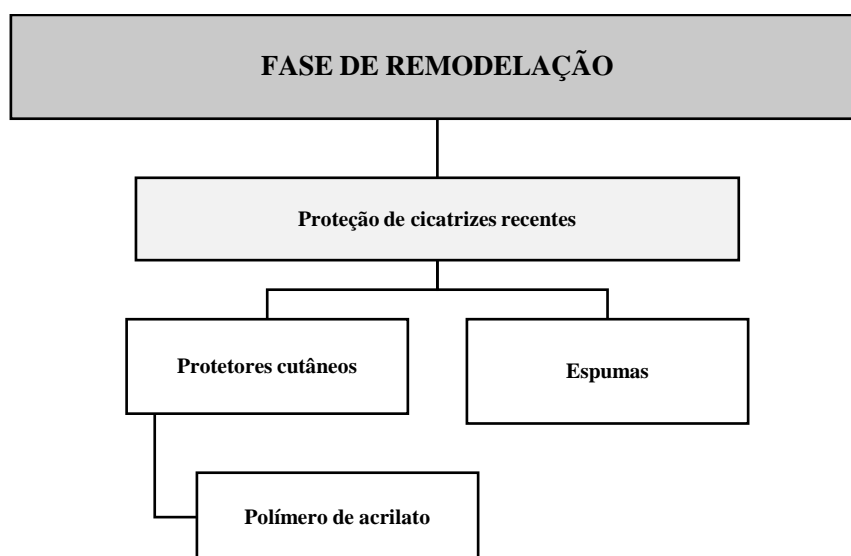 FASE DE REMODELAÇÃO
Proteção de cicatrizes recentes
Protetores cutâneos
Espumas
Polímero de acrilato